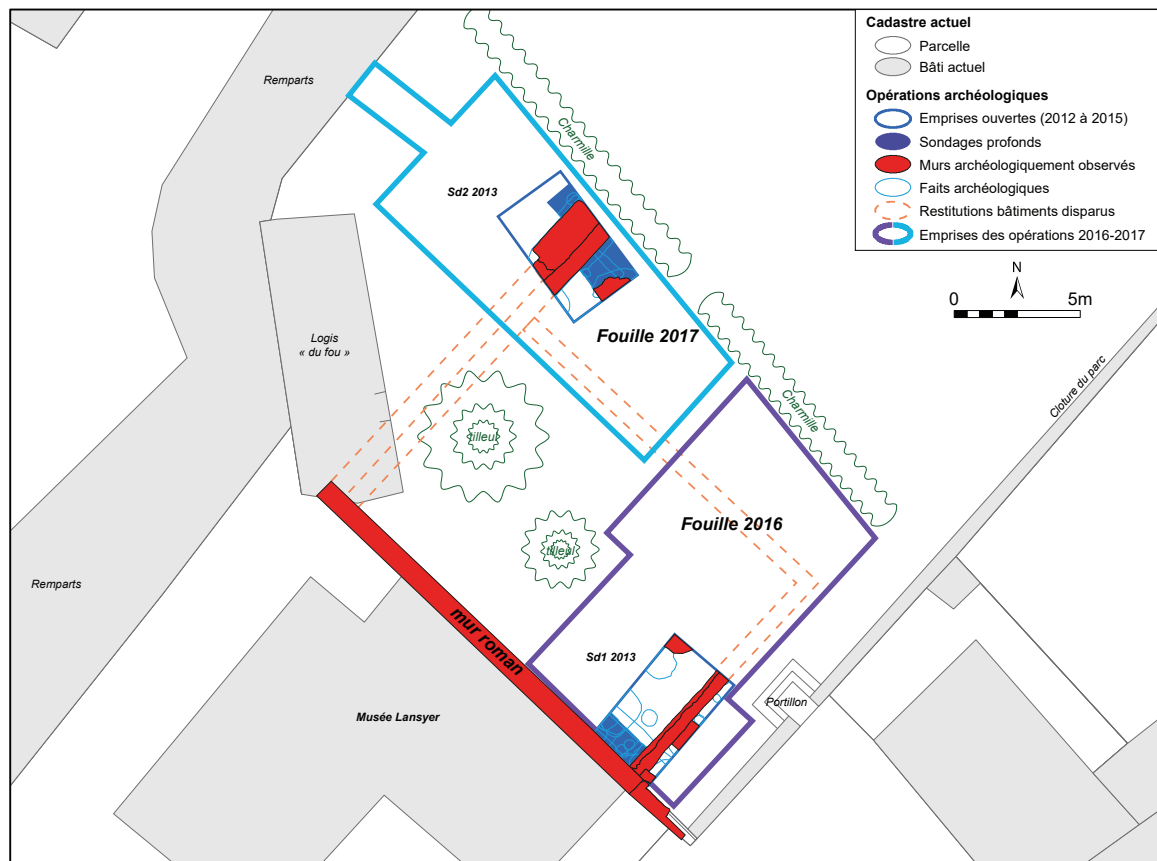 Cadastre actuel
Parcelle
Bâti actuel
Opérations archéologiques
Emprises ouvertes (2012 à 2015)
Sondages profonds
Murs archéologiquement observés
Faits archéologiques
Restitutions bâtiments disparus
Emprises des opérations 2016-2017
N
0
5m
Remparts
Charmille
Sd2 2013
Logis
« du fou »
Fouille 2017
Charmille
Cloture du parc
tilleul
Fouille 2016
tilleul
Remparts
mur roman
Sd1 2013
Portillon
Musée Lansyer